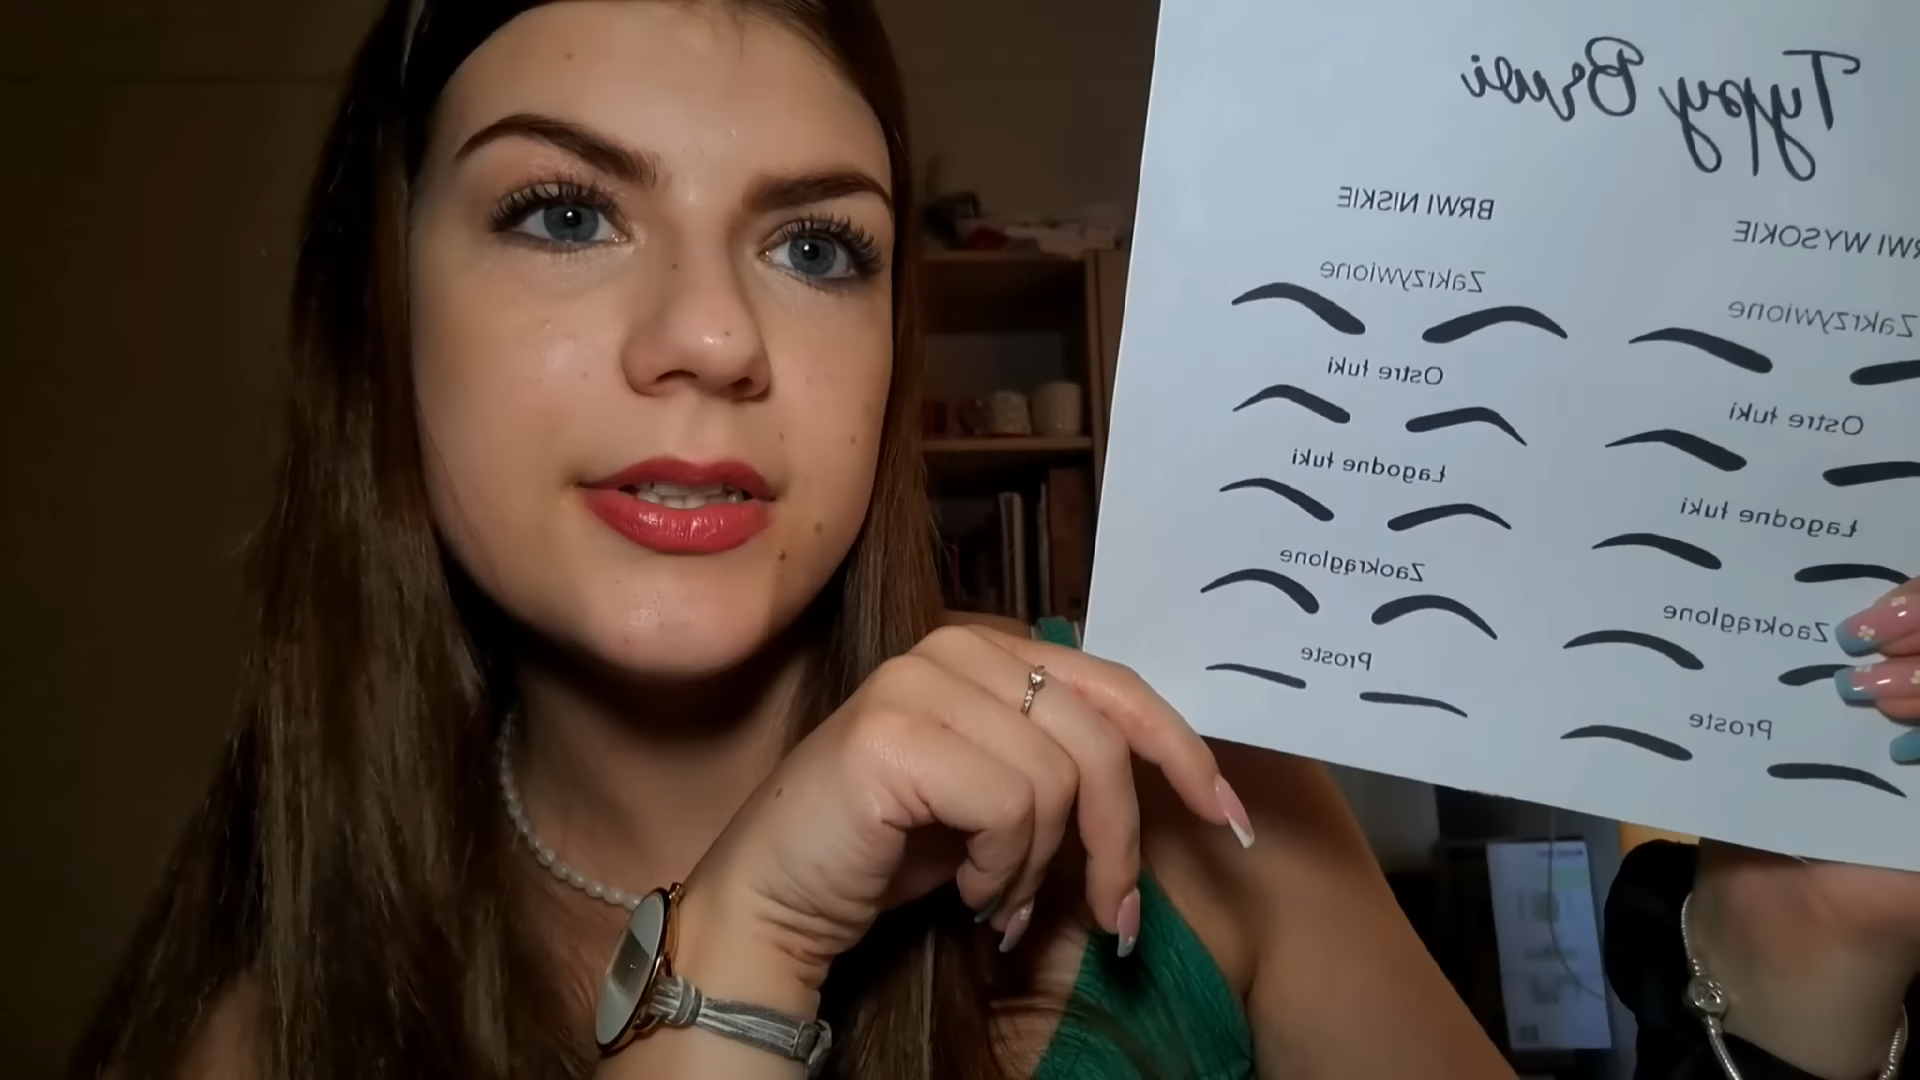 Typy Brwi
BRWI WYSOKIE
Zakrzywione
Ostre łuki
Łagodne łuki
Zaokrąglone
Proste
BRWI NISKIE
Zakrzywione
Ostre łuki
Łagodne łuki
Zaokrąglone
Proste